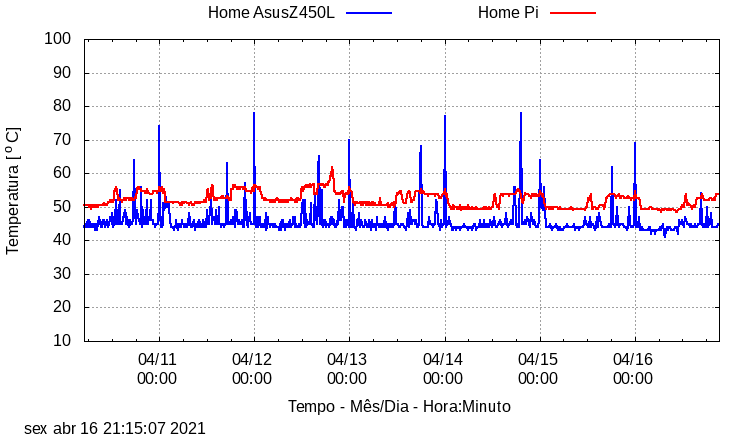 Home AsusZ450L Home Pi
100
90
80
70
60
50
40
30
20
10
Temperatura [ º C]
04/11 04/12 04/13 04/14 04/15 04/16
00:00 00:00 00:00 00:00 00:00 00:00
Tempo - Mês/Dia - Hora:Minuto
sex abr 16 21:15:07 2021